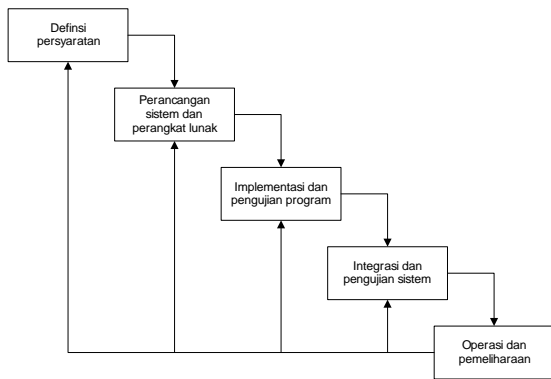 Definsi
persyaratan
Perancangan
sistem dan
perangkat lunak
Implementasi dan
pengujian program
Integrasi dan
pengujian sistem
Operasi dan
pemeliharaan